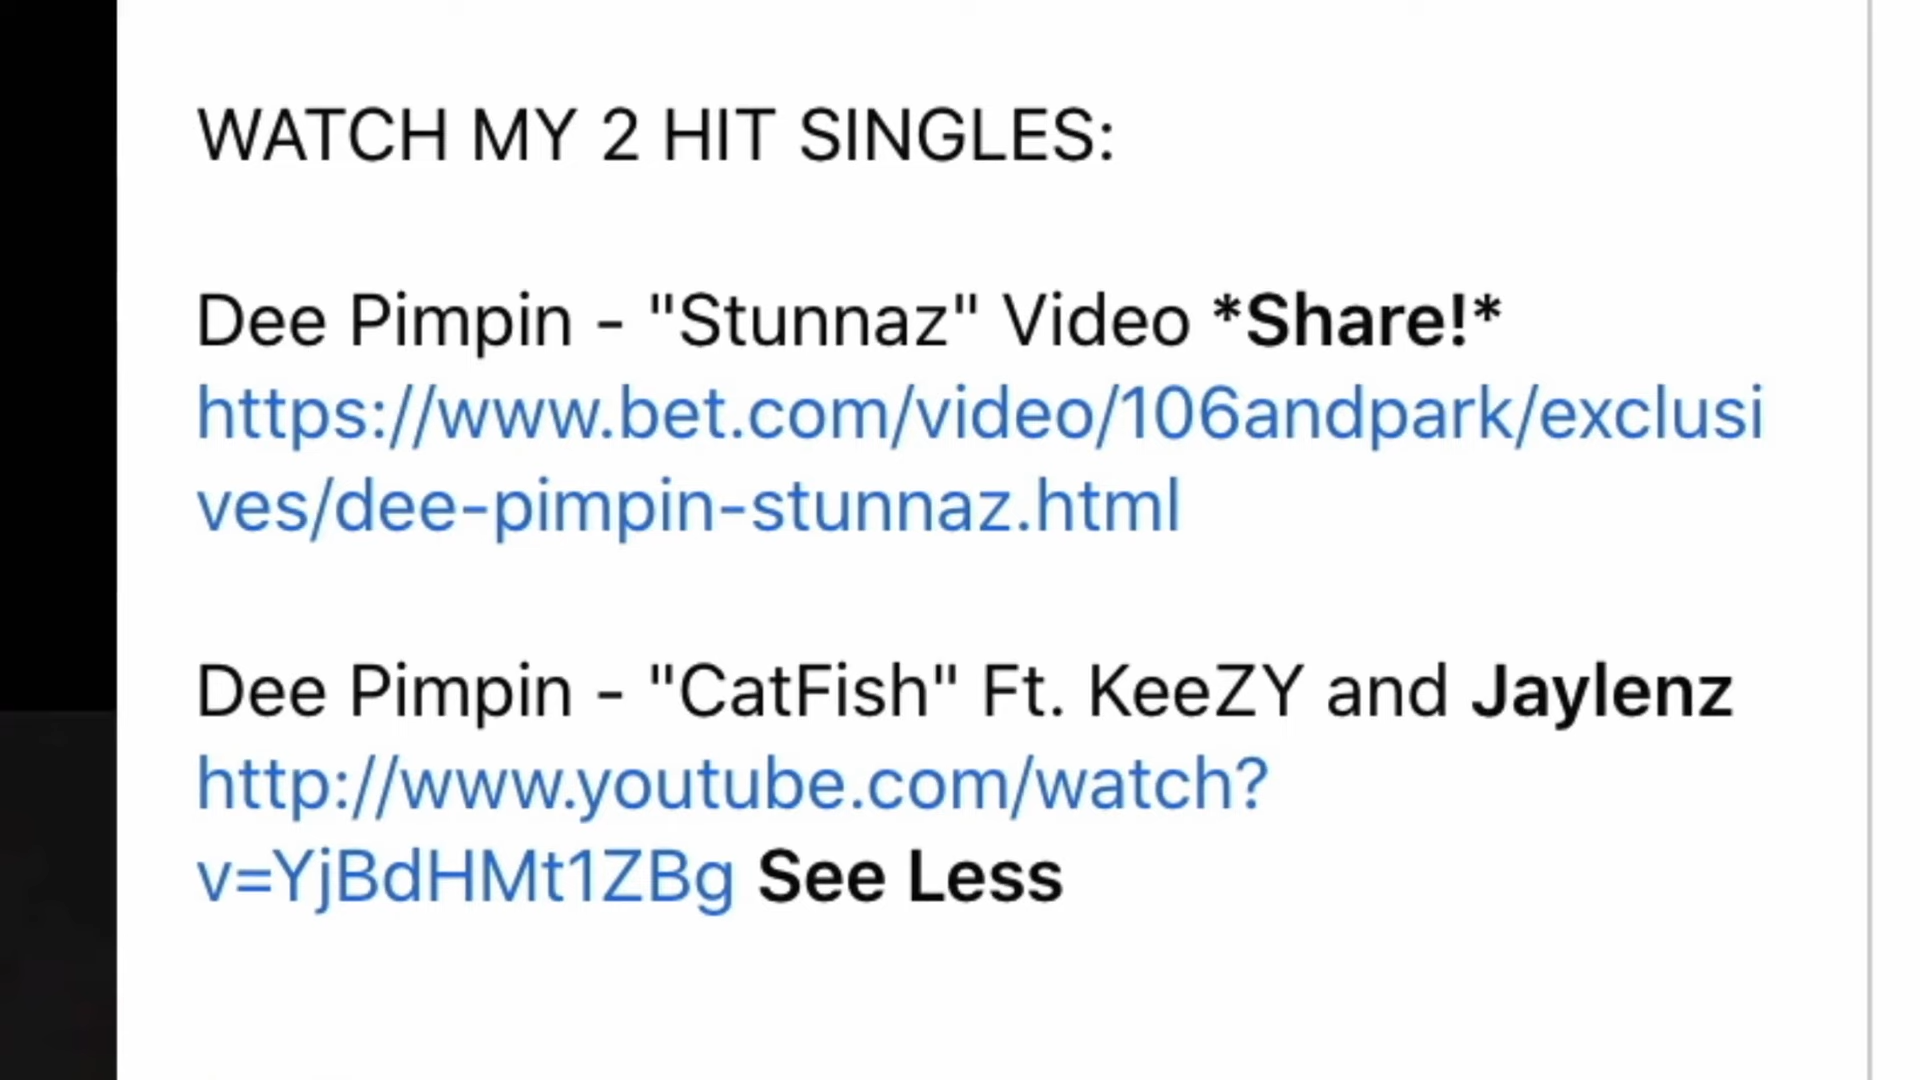 WATCH MY 2 HIT SINGLES:
Dee Pimpin - "Stunnaz" Video *Share!*
https://www.bet.com/video/106andpark/exclusi
ves/dee-pimpin-stunnaz.html
Dee Pimpin - "CatFish" Ft. KeeZY and Jaylenz
http://www.youtube.com/watch?
v=YjBdHMt1ZBg See Less